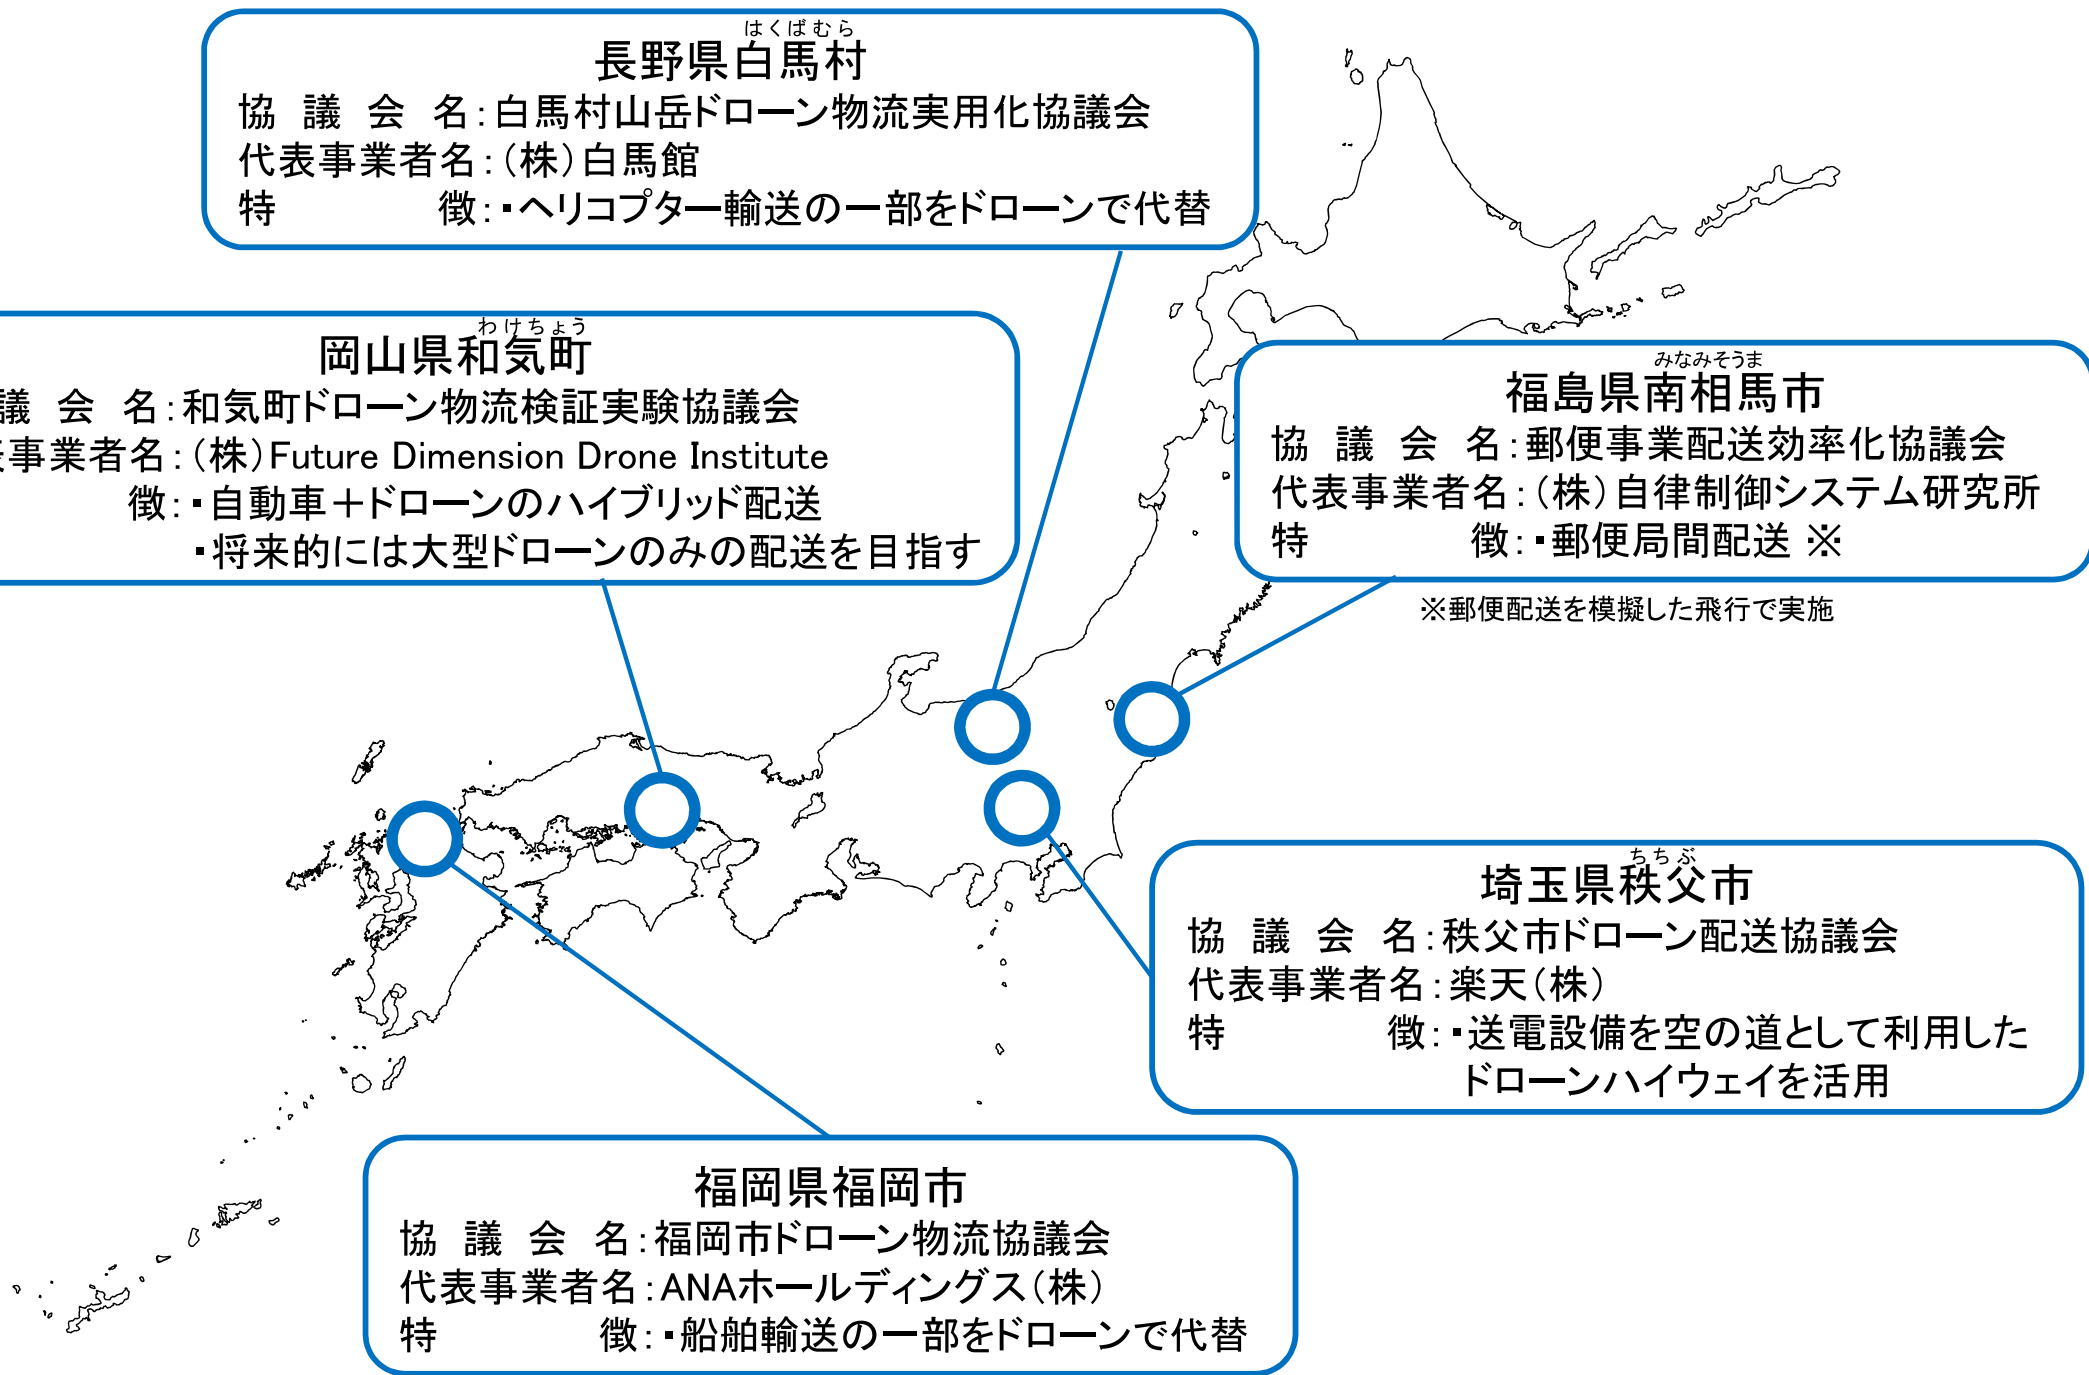 はくばむら
長野県白馬村
協議会名：白馬村山岳ドローン物流実用化協議会
代表事業者名：（株）白馬館
特徴：・ヘリコプター輸送の一部をドローンで代替
わけちょう
岡山県和気町
議会名：和気町ドローン物流検証実験協議会
表事業者名：（株）Future Dimension Drone Institute
徴：・自動車＋ドローンのハイブリッド配送
・将来的には大型ドローンのみの配送を目指す
みなみそうま
福島県南相馬市
協議会名：郵便事業配送効率化協議会
代表事業者名：（株）自律制御システム研究所
特徴：・郵便局間配送 ※
※郵便配送を模擬した飛行で実施
ちちぶ
埼玉県秩父市
協議会名：秩父市ドローン配送協議会
代表事業者名：楽天（株）
特徴：・送電設備を空の道として利用した
ドローンハイウェイを活用
福岡県福岡市
協議会名：福岡市ドローン物流協議会
代表事業者名：ANAホールディングス（株）
特徴：・船舶輸送の一部をドローンで代替